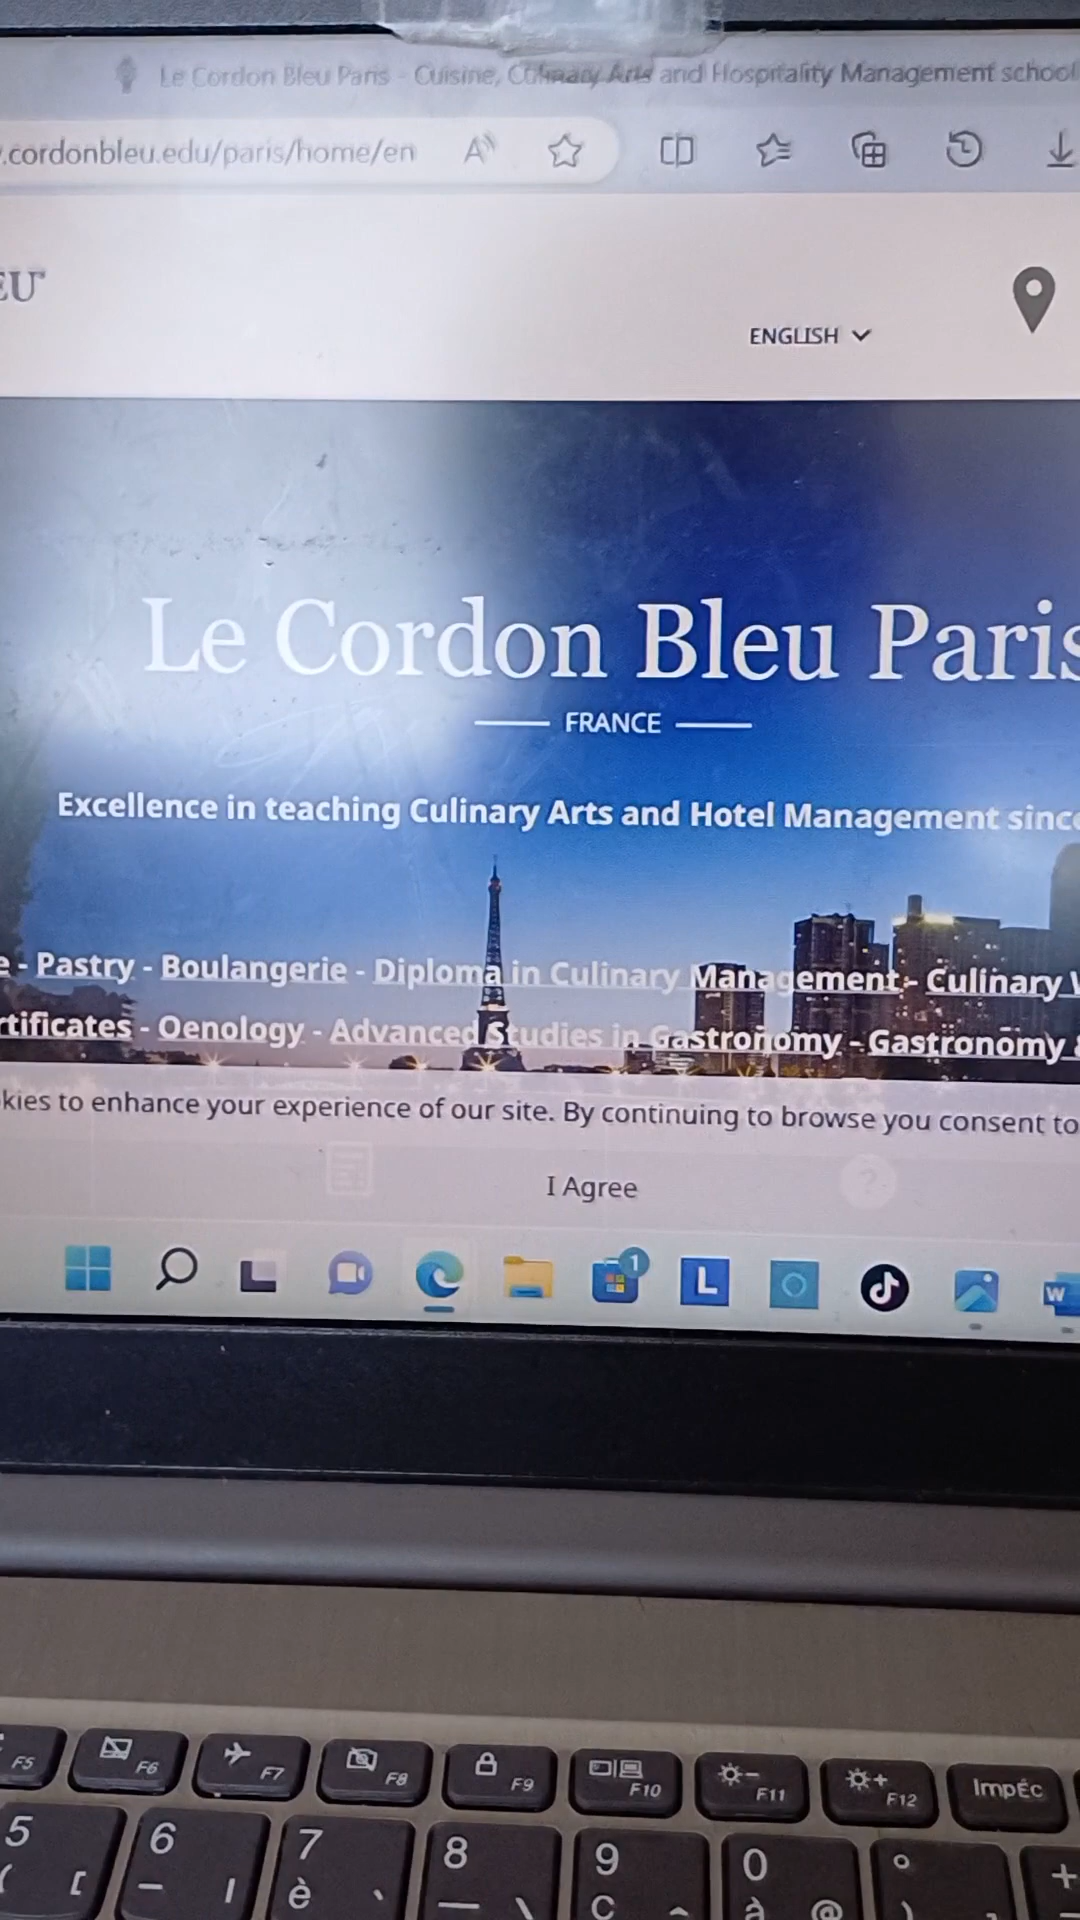 Le Cordon Bleu Paris - Cuisine, Culinary Arts and Hospitality Management school
.cordonbleu.edu/paris/home/en
EU
ENGLISH
Le Cordon Bleu Paris
FRANCE
Excellence in teaching Culinary Arts and Hotel Management since
e - Pastry - Boulangerie - Diploma in Culinary Management - Culinary
rtificates - Oenology - Advanced Studies in Gastronomy - Gastronomy &
kies to enhance your experience of our site. By continuing to browse you consent to
I Agree
1
L
W
F5 F6 F7 F8 F9 F10 F11 F12 ImpÉc
5 6 7 8 9 0 ° +
( [ - | è ` _ \ ç ^ à @ )